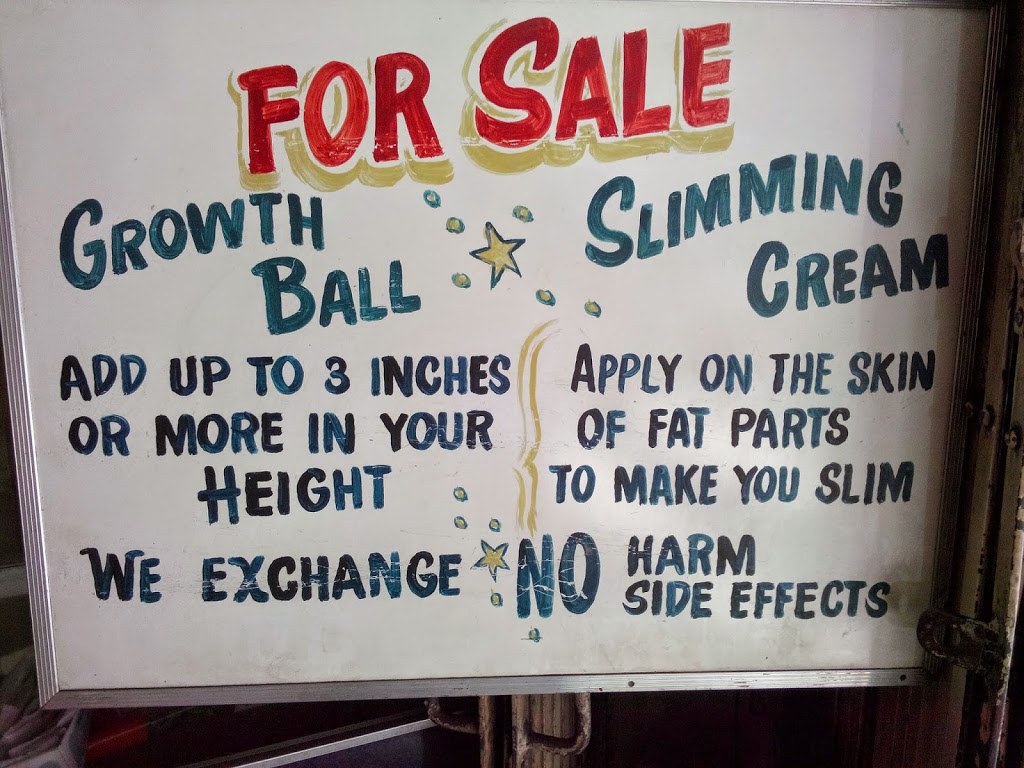 FOR SALE
GROWTH
BALL
ADD UP TO 3 INCHES
OR MORE IN YOUR
HEIGHT
WE EXCHANGE
SLIMMING
CREAM
APPLY ON THE SKIN
OF FAT PARTS
TO MAKE YOU SLIM
NO HARM
SIDE EFFECTS